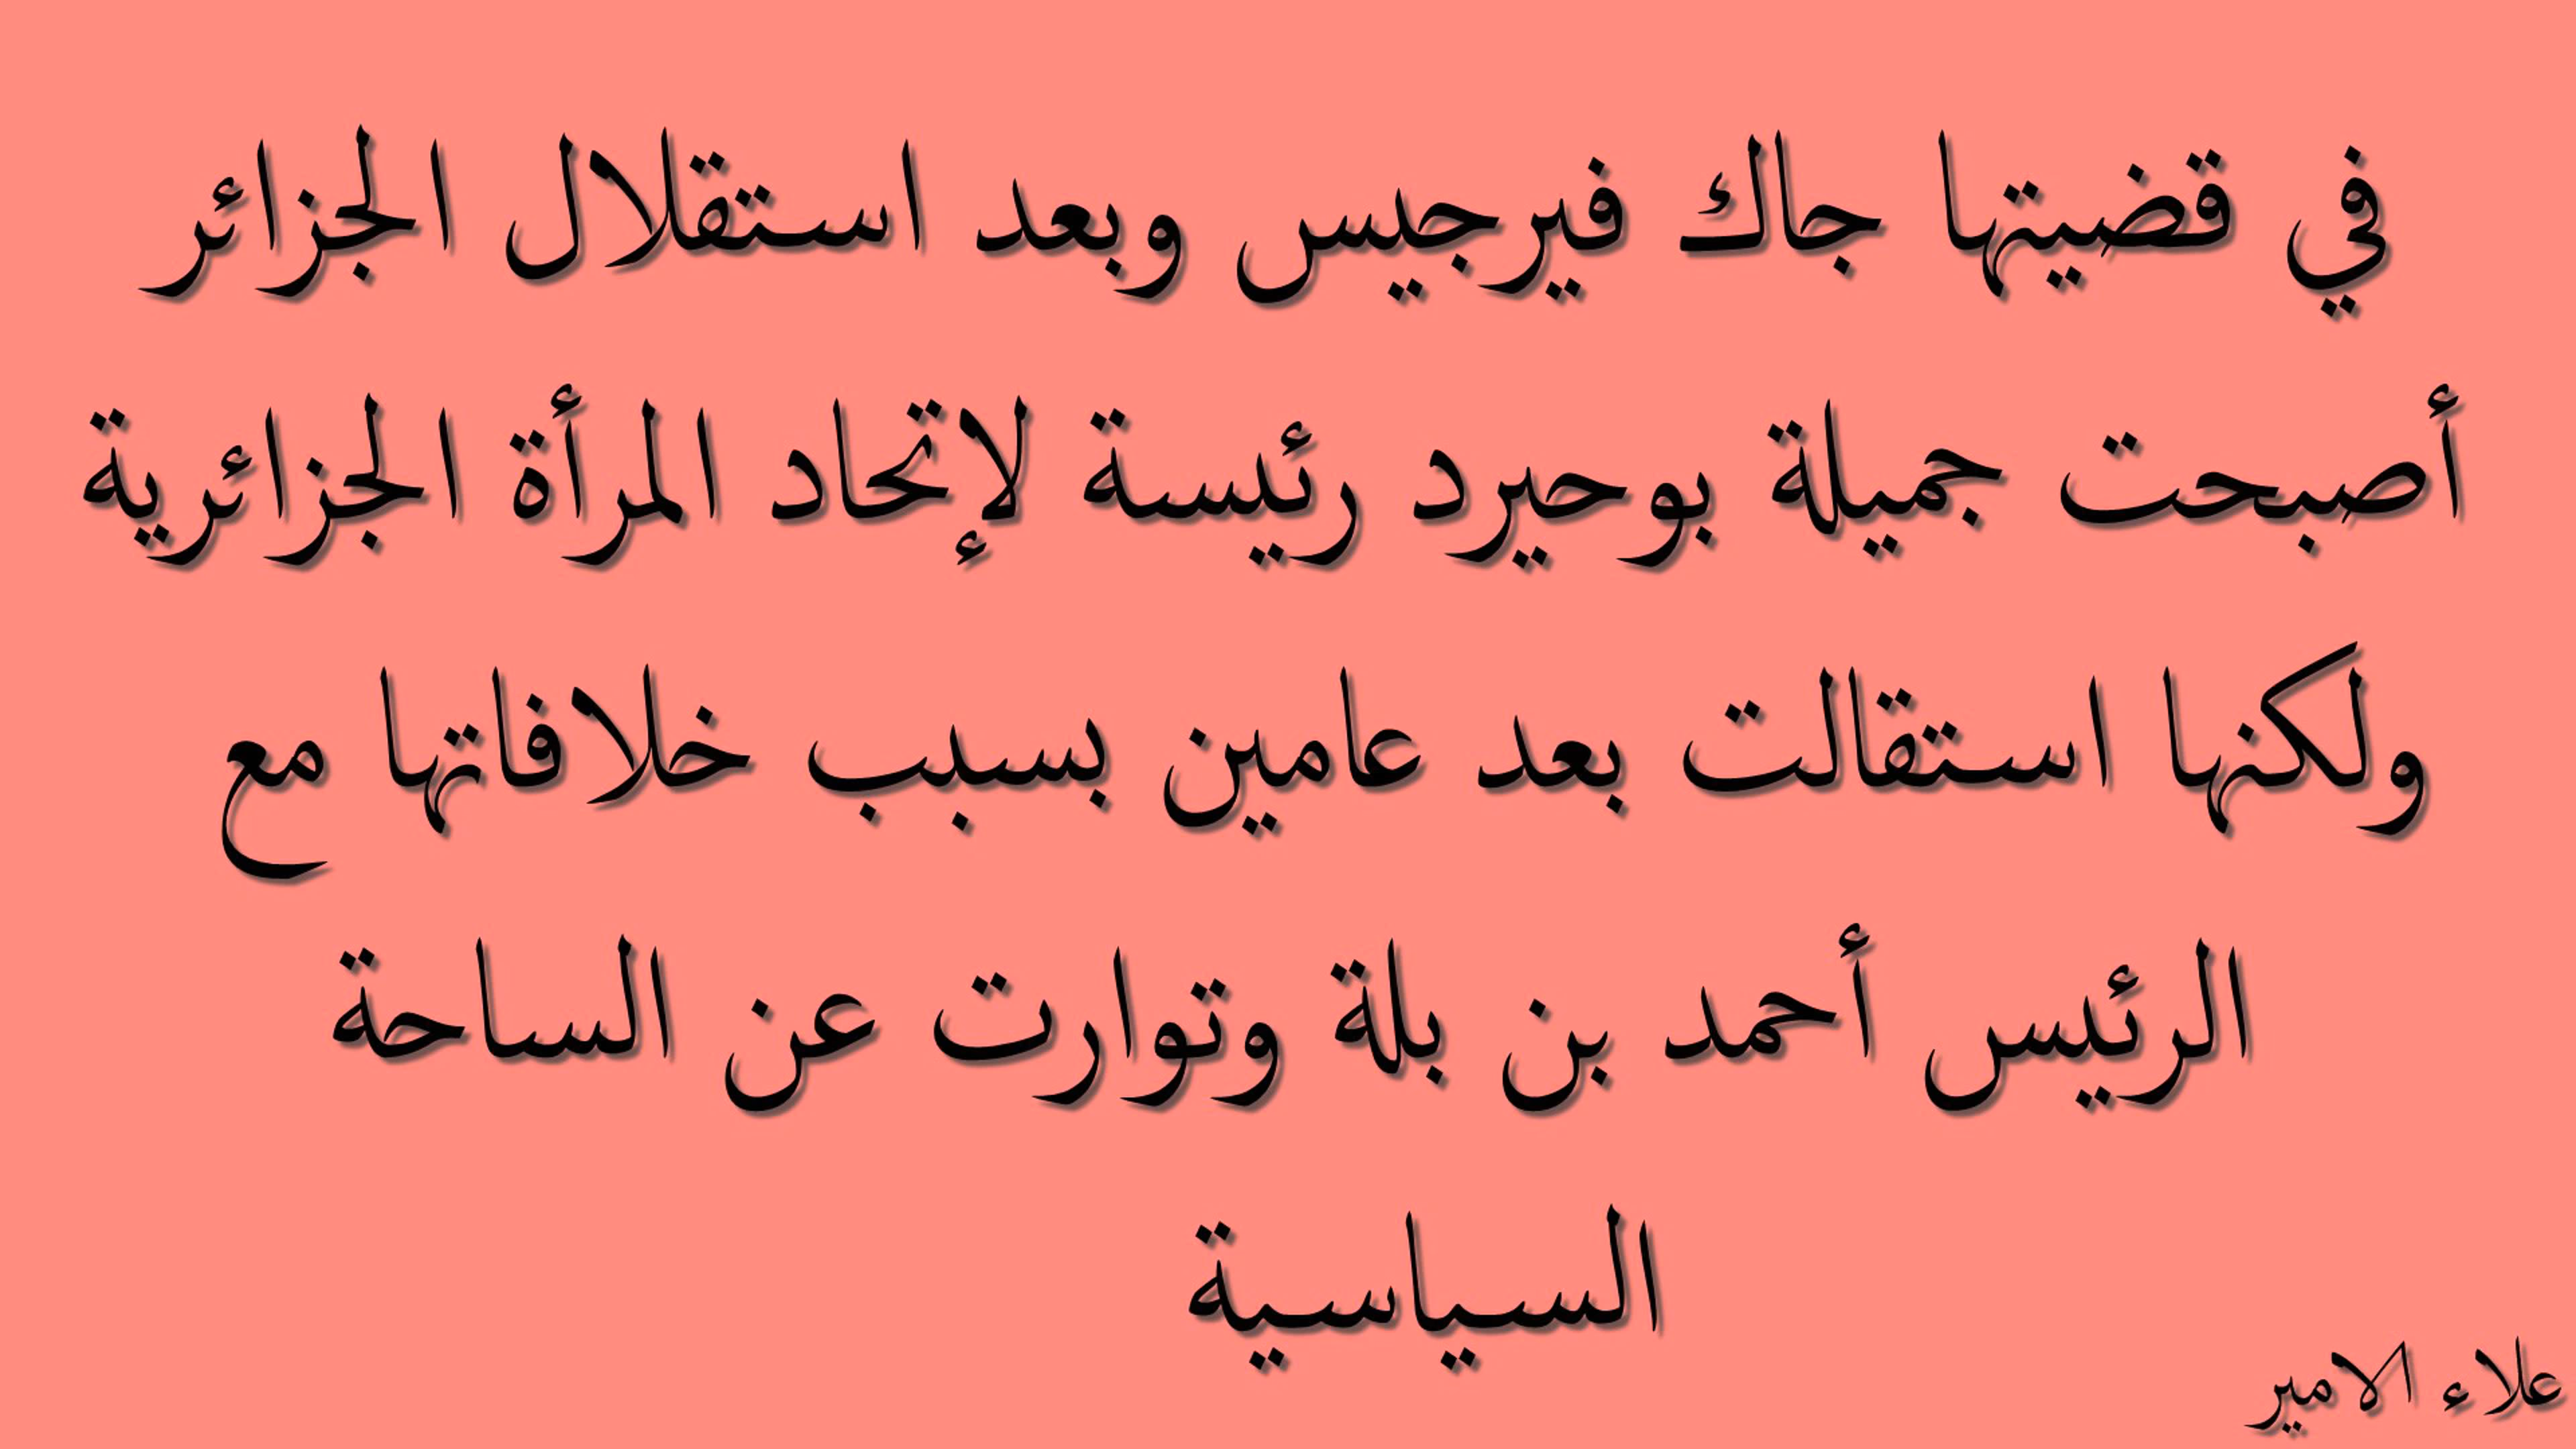 في قضيتها جاك فيرجيس وبعد استقلال الجزائر
أصبحت جميلة بوحيرد رئيسة لإتحاد المرأة الجزائرية
ولكنها استقالت بعد عامين بسبب خلافاتها مع
الرئيس أحمد بن بلة وتوارت عن الساحة
السياسية
علاء الامير